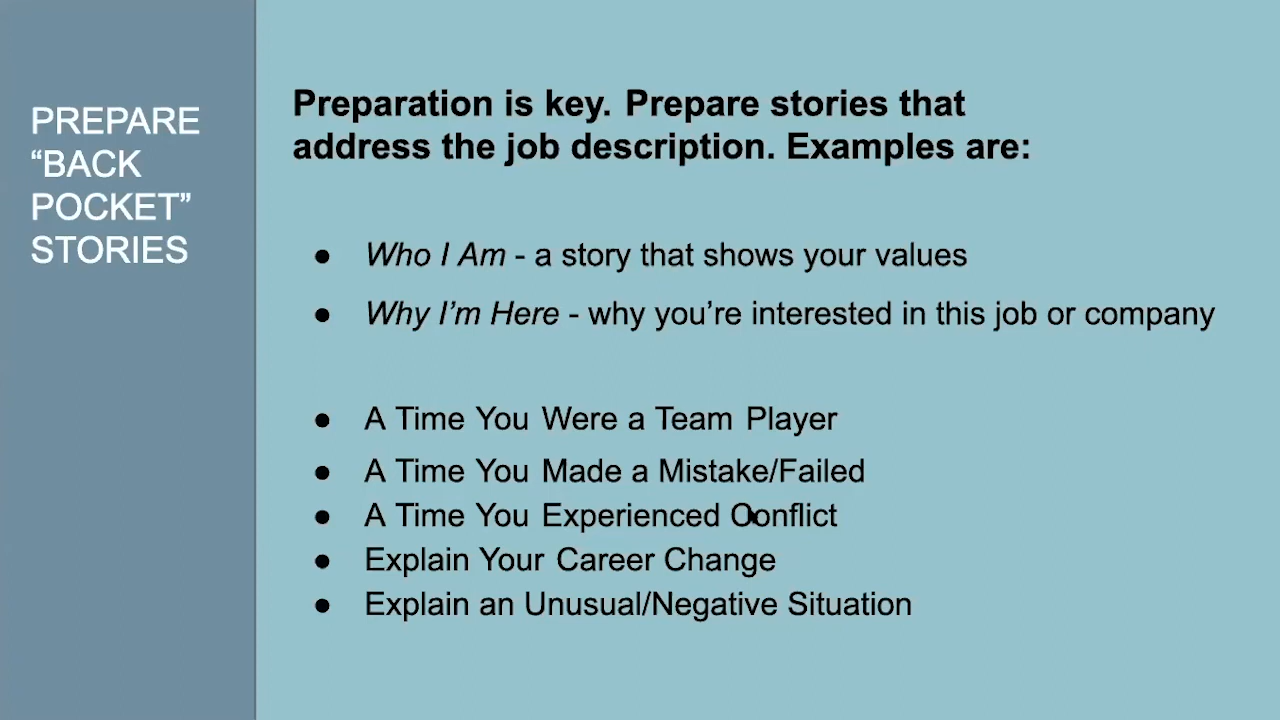 PREPARE
“BACK
POCKET”
STORIES
Preparation is key. Prepare stories that
address the job description. Examples are:
● Who I Am - a story that shows your values
● Why I’m Here - why you’re interested in this job or company
● A Time You Were a Team Player
● A Time You Made a Mistake/Failed
● A Time You Experienced Conflict
● Explain Your Career Change
● Explain an Unusual/Negative Situation